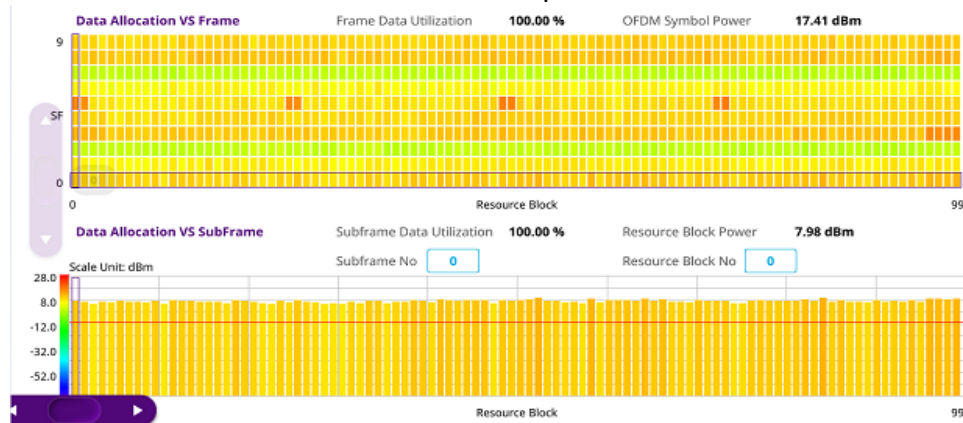 Data Allocation VS Frame Frame Data Utilization 100.00 % OFDM Symbol Power 17.41 dBm
9
SF
0 0
0 Resource Block 99
Data Allocation VS SubFrame Subframe Data Utilization 100.00 % Resource Block Power 7.98 dBm
Subframe No 0 Resource Block No 0
Scale Unit: dBm
28.0
8.0
-12.0
-32.0
-52.0
Resource Block 99